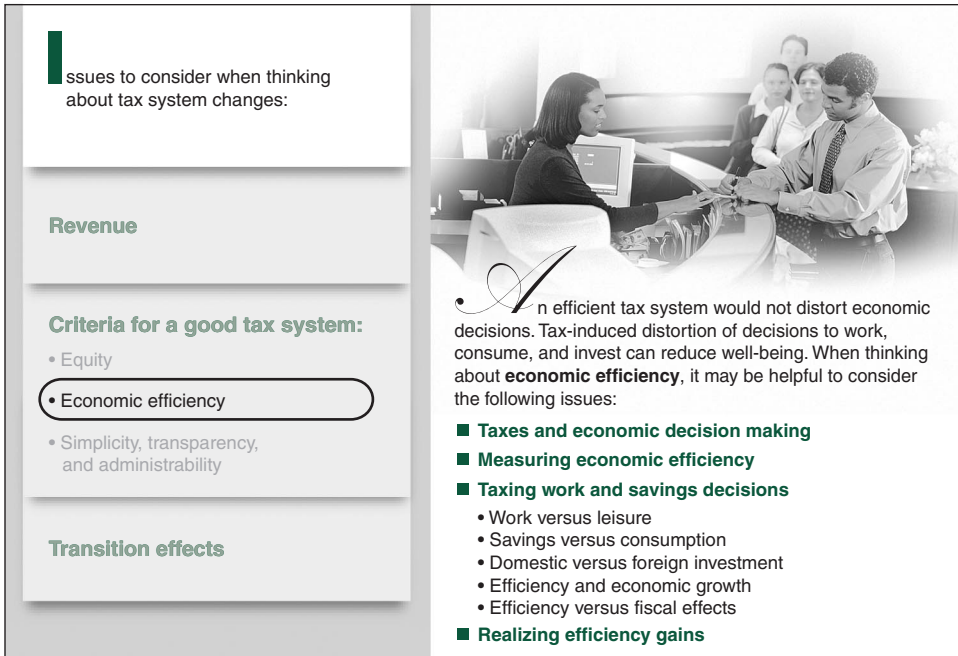 Issues to consider when thinking
about tax system changes:
Revenue
Criteria for a good tax system:
• Equity
• Economic efficiency
• Simplicity, transparency,
and administrability
Transition effects
An efficient tax system would not distort economic
decisions. Tax-induced distortion of decisions to work,
consume, and invest can reduce well-being. When thinking
about economic efficiency, it may be helpful to consider
the following issues:
■ Taxes and economic decision making
■ Measuring economic efficiency
■ Taxing work and savings decisions
• Work versus leisure
• Savings versus consumption
• Domestic versus foreign investment
• Efficiency and economic growth
• Efficiency versus fiscal effects
■ Realizing efficiency gains